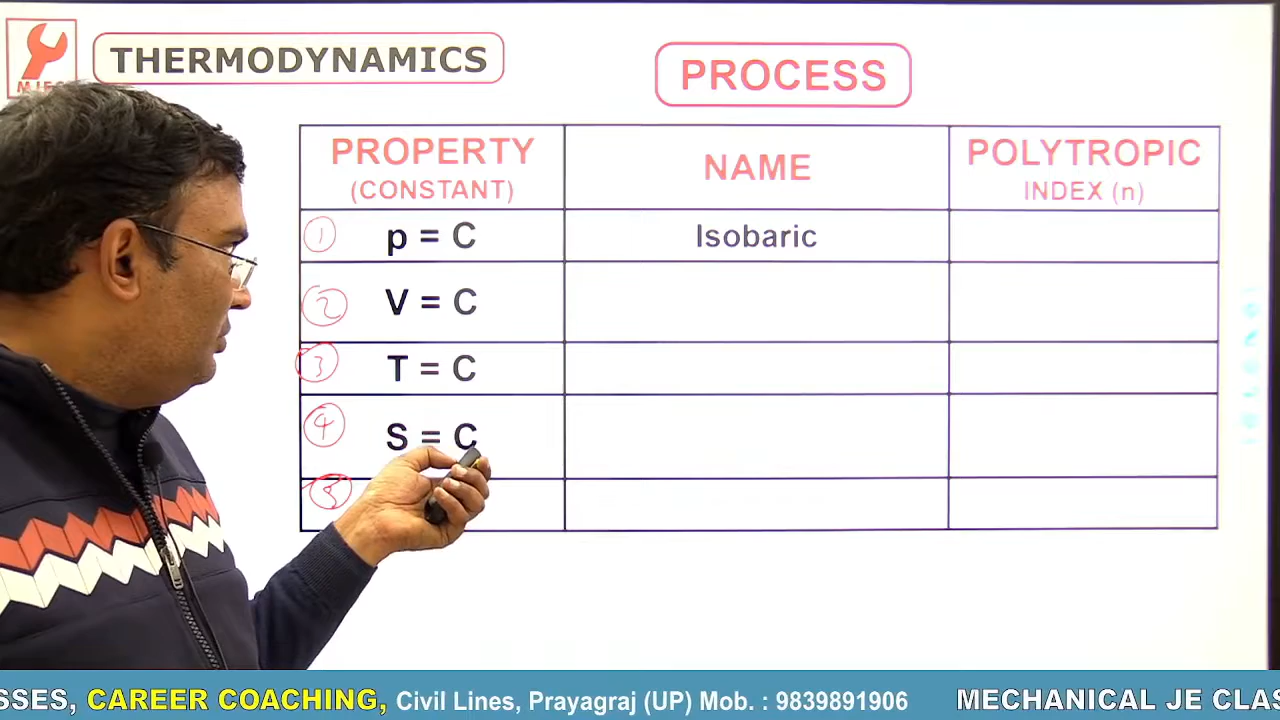 MJEC
THERMODYNAMICS
PROCESS
PROPERTY
(CONSTANT)
NAME
POLYTROPIC
INDEX (n)
1 p = C Isobaric
2 V = C
3 T = C
4 S = C
5
SSES, CAREER COACHING, Civil Lines, Prayagraj (UP) Mob. : 9839891906 MECHANICAL JE CLAS